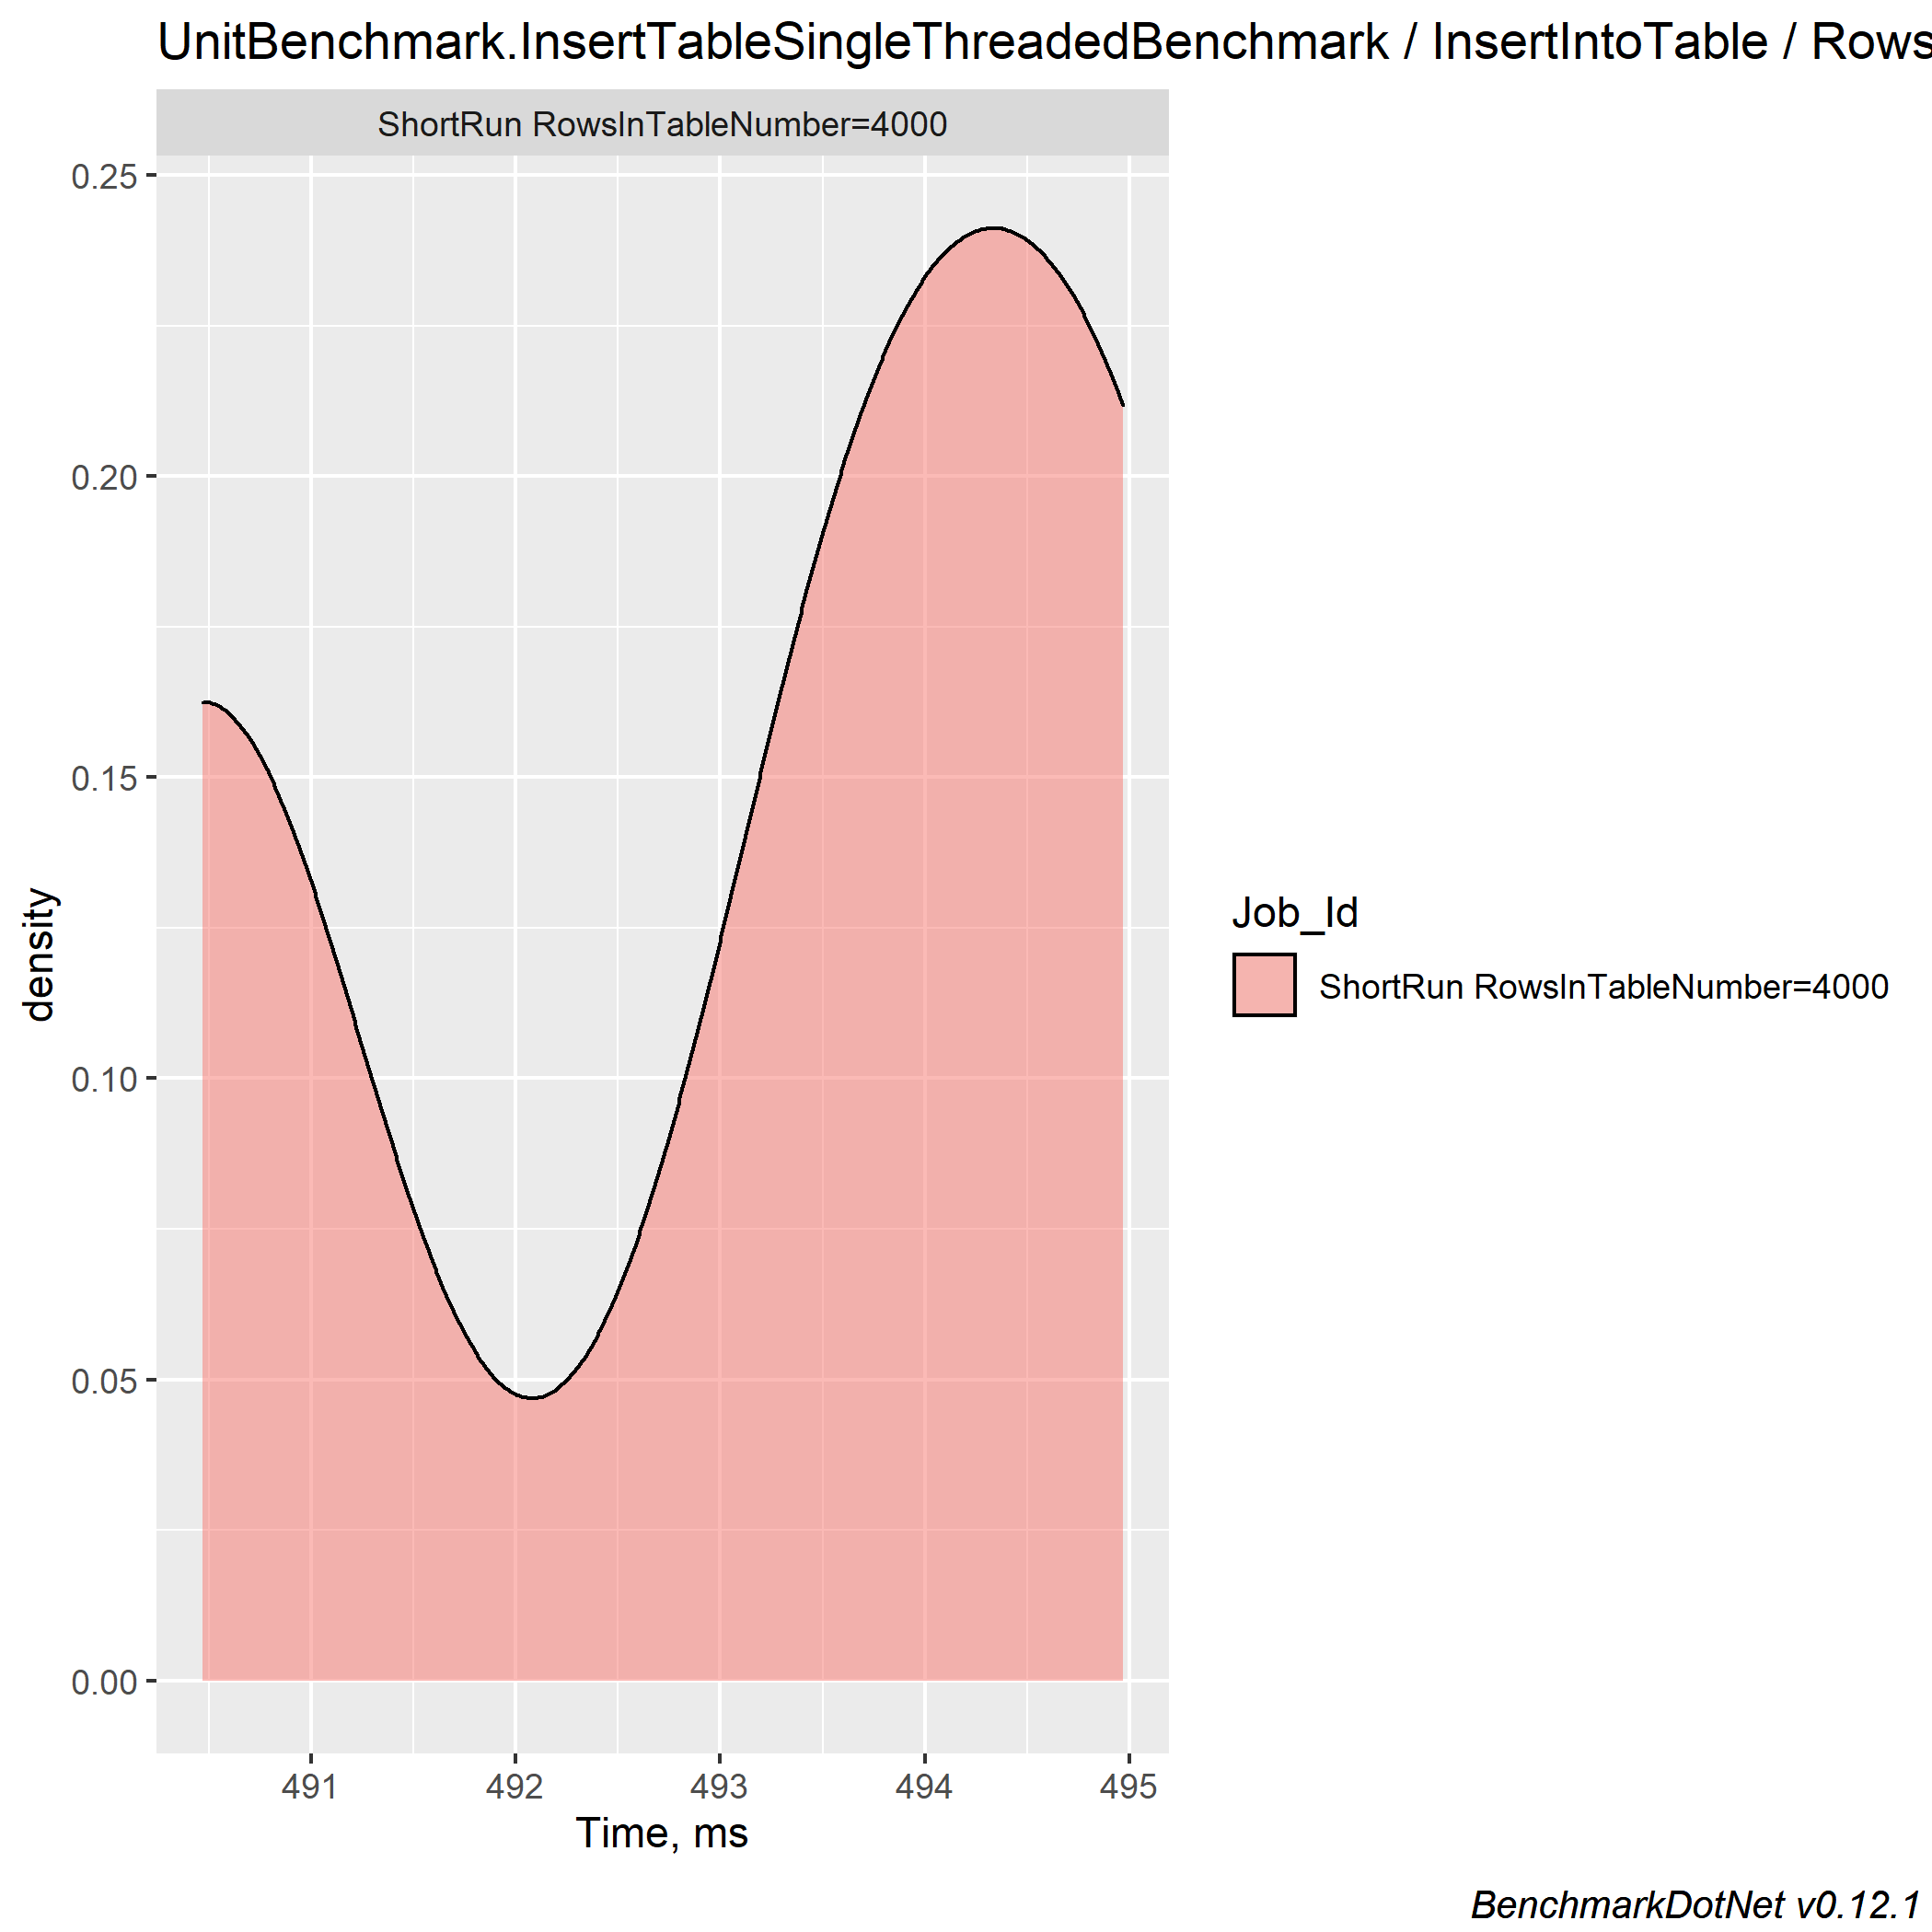 UnitBenchmark.InsertTableSingleThreadedBenchmark / InsertIntoTable / Rows
ShortRun RowsInTableNumber=4000
0.25
0.20
0.15
0.10
0.05
0.00
density
491 492 493 494 495
Time, ms
Job_Id
ShortRun RowsInTableNumber=4000
BenchmarkDotNet v0.12.1